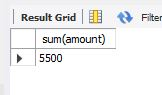 Result Grid Filter
sum(amount)
5500